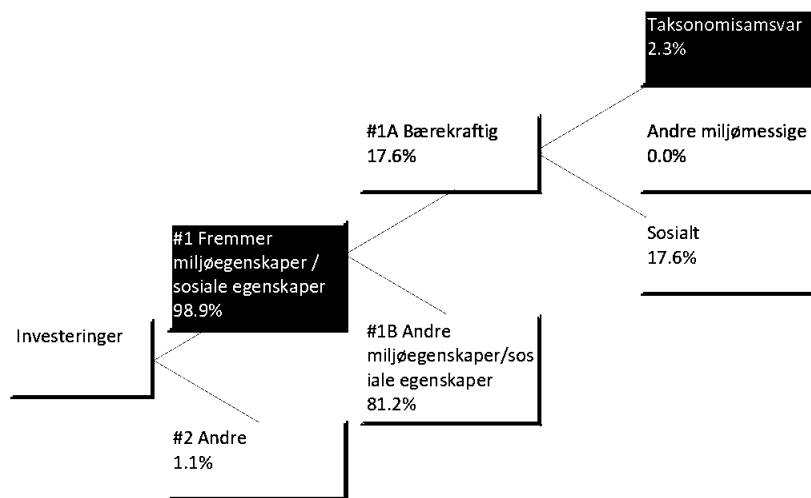 Taksonomisamsvar
2.3%
#1A Bærekraftig
17.6%
Andre miljømessige
0.0%
#1 Fremmer
miljøegenskaper /
sosiale egenskaper
98.9%
Sosialt
17.6%
Investeringer
#1B Andre
miljøegenskaper/sos
iale egenskaper
81.2%
#2 Andre
1.1%